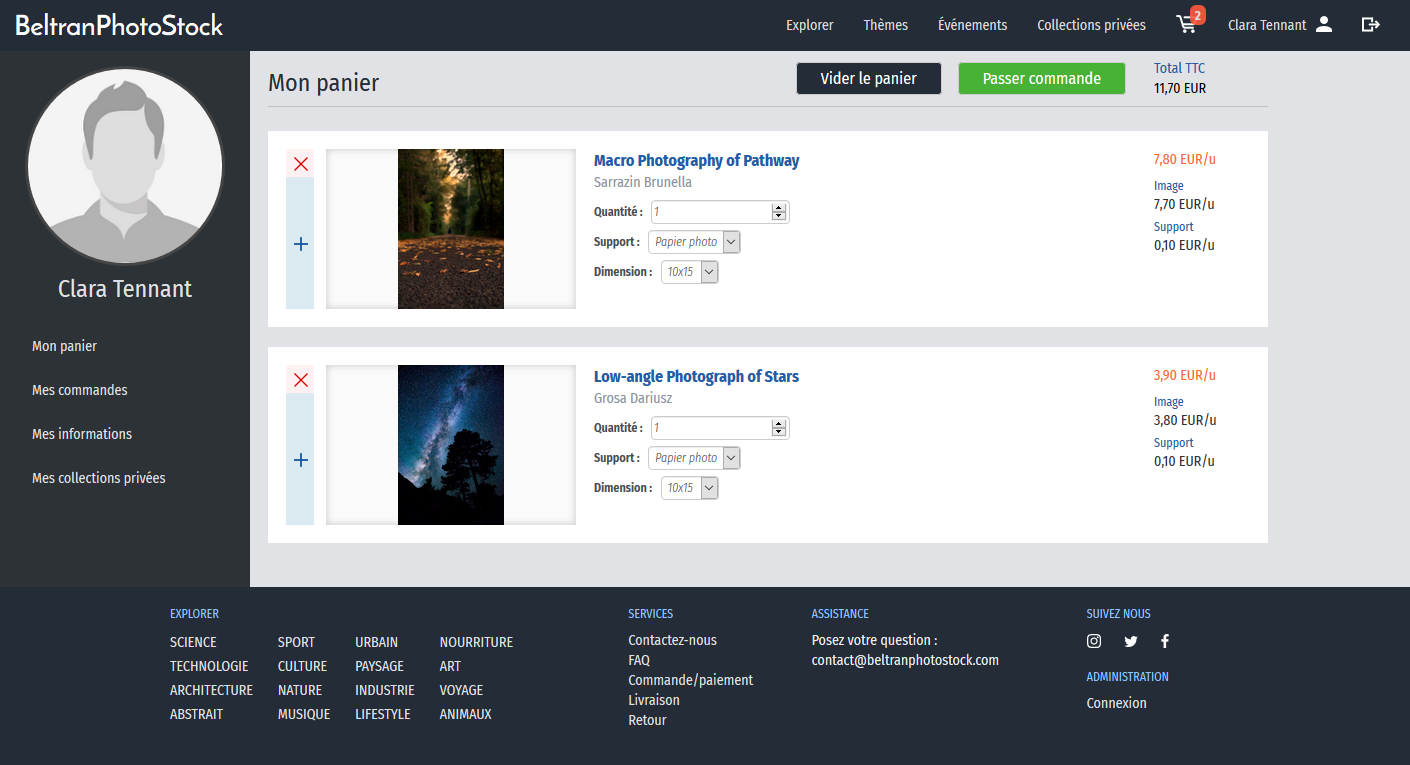 BeltranPhotoStock
Explorer
Thèmes
Événements
Collections privées
2
Clara Tennant
Clara Tennant
Mon panier
Mes commandes
Mes informations
Mes collections privées
Mon panier
Vider le panier
Passer commande
Total TTC
11,70 EUR
Macro Photography of Pathway
Sarrazin Brunella
Quantité : 1
Support : Papier photo
Dimension : 10x15
7,80 EUR/u
Image
7,70 EUR/u
Support
0,10 EUR/u
Low-angle Photograph of Stars
Grosa Dariusz
Quantité : 1
Support : Papier photo
Dimension : 10x15
3,90 EUR/u
Image
3,80 EUR/u
Support
0,10 EUR/u
EXPLORER
SCIENCE SPORT URBAIN NOURRITURE
TECHNOLOGIE CULTURE PAYSAGE ART
ARCHITECTURE NATURE INDUSTRIE VOYAGE
ABSTRAIT MUSIQUE LIFESTYLE ANIMAUX
SERVICES
Contactez-nous
FAQ
Commande/paiement
Livraison
Retour
ASSISTANCE
Posez votre question :
contact@beltranphotostock.com
SUIVEZ NOUS
ADMINISTRATION
Connexion